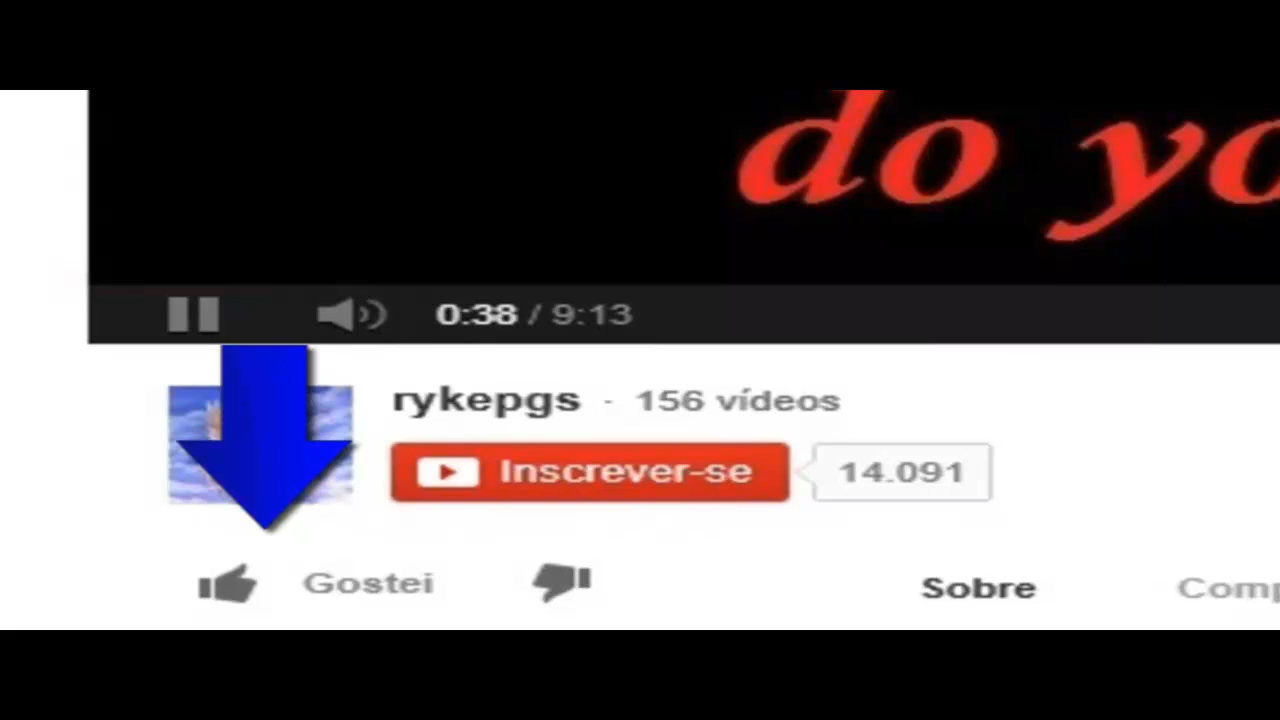 do yo
0:38 / 9:13
rykepgs · 156 vídeos
Inscrever-se 14.091
Gostei Sobre Comp